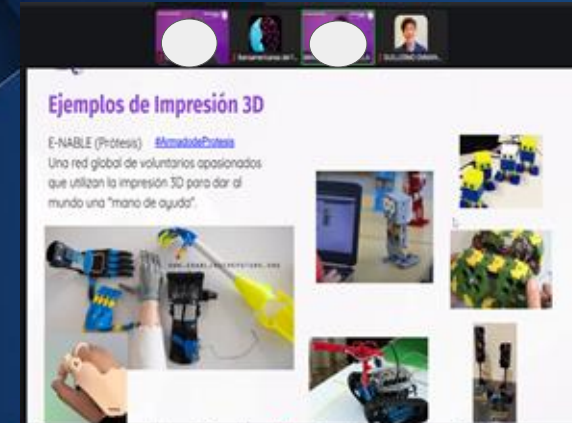 Ejemplos de Impresión 3D
E-NABLE (Prótesis) #ArmadodeProtesis
Una red global de voluntarios apasionados
que utilizan la impresión 3D para dar al
mundo una "mano de ayuda".